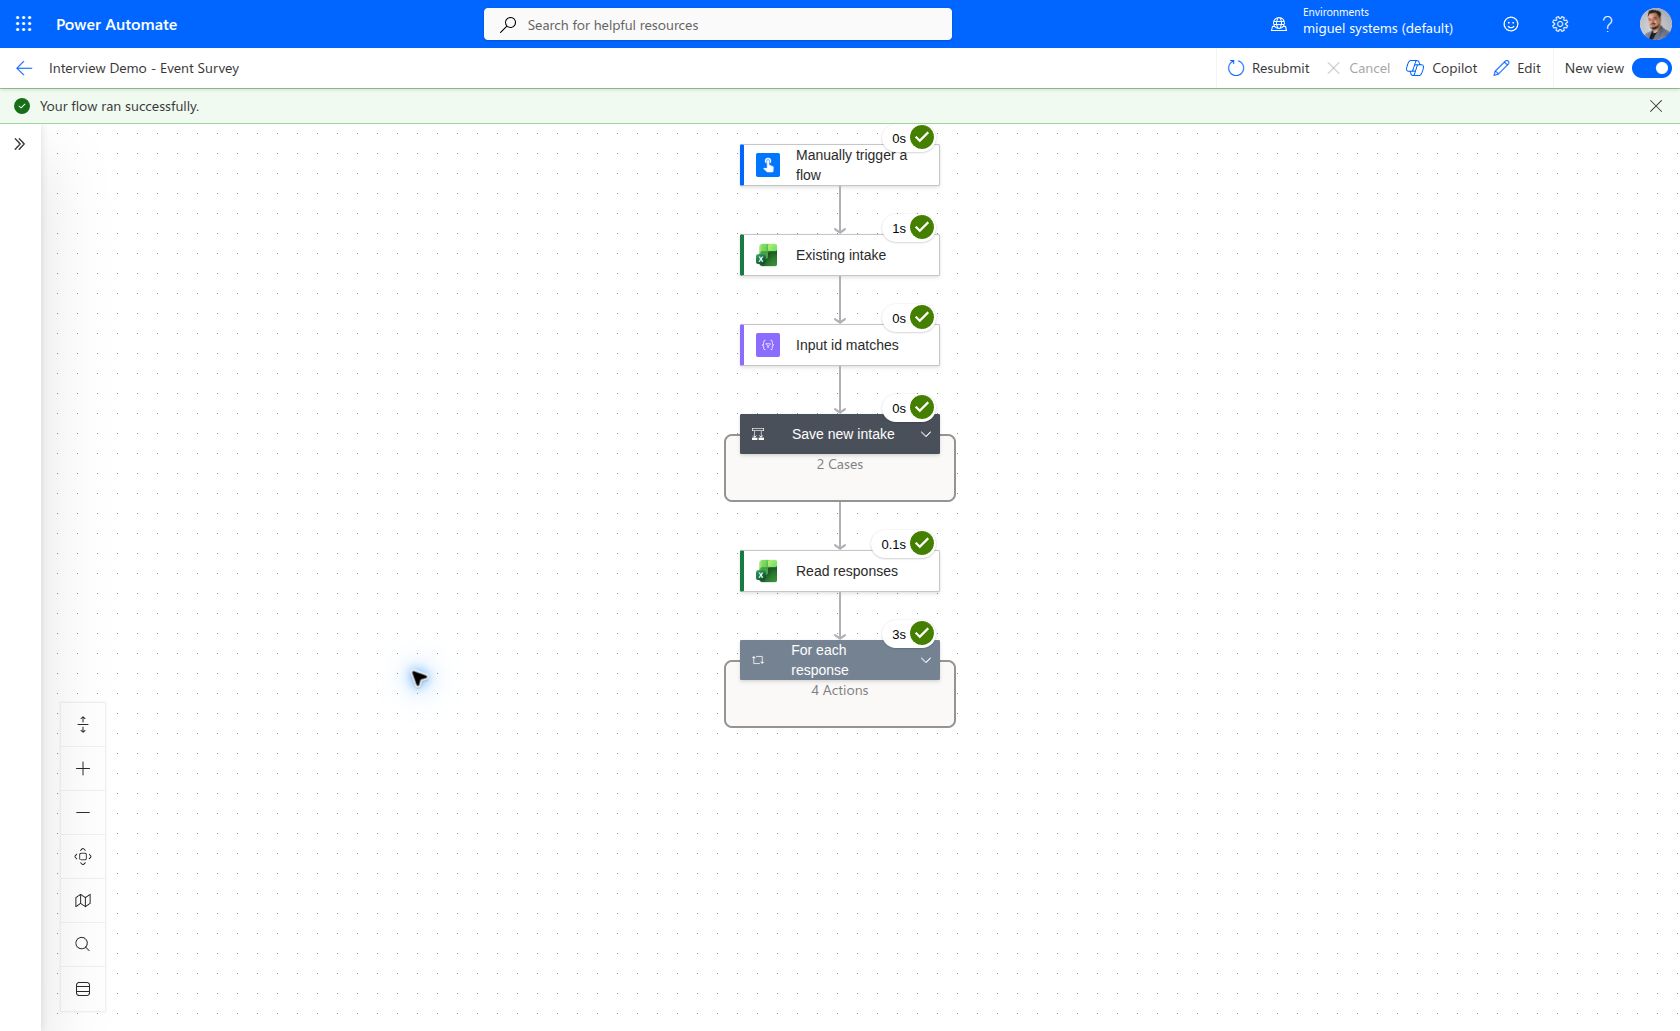 Power Automate
Search for helpful resources
Environments
miguel systems (default)
Interview Demo - Event Survey
Resubmit
Cancel
Copilot
Edit
New view
Your flow ran successfully.
0s
Manually trigger a
flow
1s
Existing intake
0s
Input id matches
0s
Save new intake
2 Cases
0.1s
Read responses
3s
For each
response
4 Actions